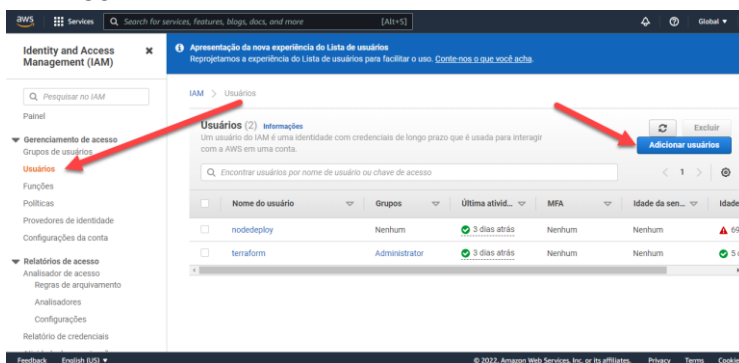 aws
Services
Search for services, features, blogs, docs, and more
[Alt+S]
Global
Identity and Access
Management (IAM)
Pesquisar no IAM
Painel
Gerenciamento de acesso
Grupos de usuários
Usuários
Funções
Políticas
Provedores de identidade
Configurações da conta
Relatórios de acesso
Analisador de acesso
Regras de arquivamento
Analisadores
Configurações
Relatório de credenciais
Apresentação da nova experiência do Lista de usuários
Reprojetamos a experiência do Lista de usuários para facilitar o uso. Conte-nos o que você acha.
IAM > Usuários
Usuários (2) Informações
Um usuário do IAM é uma identidade com credenciais de longo prazo que é usada para interagir
com a AWS em uma conta.
Excluir
Adicionar usuários
Encontrar usuários por nome de usuário ou chave de acesso
1
Nome do usuário Grupos Última ativid... MFA Idade da sen... Idade
nodedeploy Nenhum 3 dias atrás Nenhum Nenhum 69
terraform Administrator 3 dias atrás Nenhum Nenhum 5
Feedback English (US) © 2022, Amazon Web Services, Inc. or its affiliates. Privacy Terms Cookie